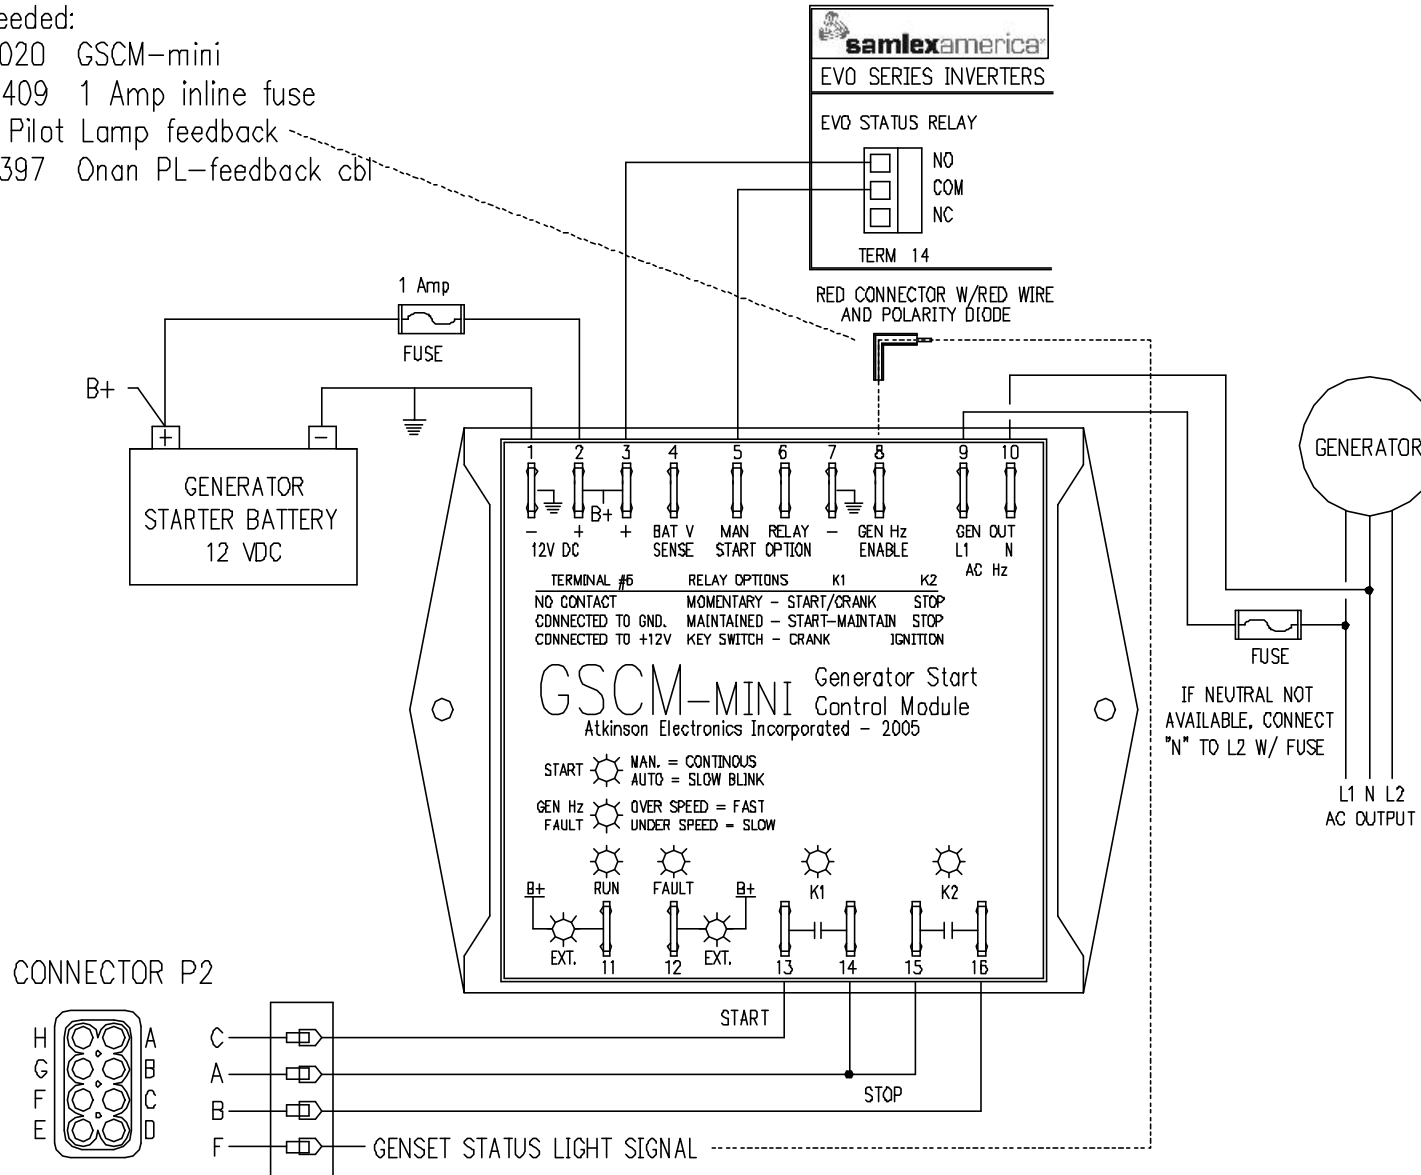 eeded:
020 GSCM-mini
409 1 Amp inline fuse
Pilot Lamp feedback
397 Onan PL-feedback cbl
samlexamerica
EVO SERIES INVERTERS
EVO STATUS RELAY
NO
COM
NC
TERM 14
RED CONNECTOR W/RED WIRE
AND POLARITY DIODE
1 Amp
FUSE
B+
+ -
GENERATOR
STARTER BATTERY
12 VDC
GENERATOR
1 2 3 4 5 6 7 8 9 10
B+
- + + BAT V MAN RELAY - GEN Hz GEN OUT
12V DC SENSE START OPTION ENABLE L1 N
AC Hz
TERMINAL #6 RELAY OPTIONS K1 K2
NO CONTACT MOMENTARY - START/CRANK STOP
CONNECTED TO GND. MAINTAINED - START-MAINTAIN STOP
CONNECTED TO +12V KEY SWITCH - CRANK IGNITION
GSCM-MINI Generator Start
Control Module
Atkinson Electronics Incorporated - 2005
FUSE
IF NEUTRAL NOT
AVAILABLE, CONNECT
"N" TO L2 W/ FUSE
L1 N L2
AC OUTPUT
START MAN. = CONTINOUS
AUTO = SLOW BLINK
GEN Hz OVER SPEED = FAST
FAULT UNDER SPEED = SLOW
B+ RUN FAULT B+ K1 K2
EXT. 11 12 EXT. 13 14 15 16
CONNECTOR P2
START
STOP
H A
G B
F C
E D
C
A
B
F GENSET STATUS LIGHT SIGNAL